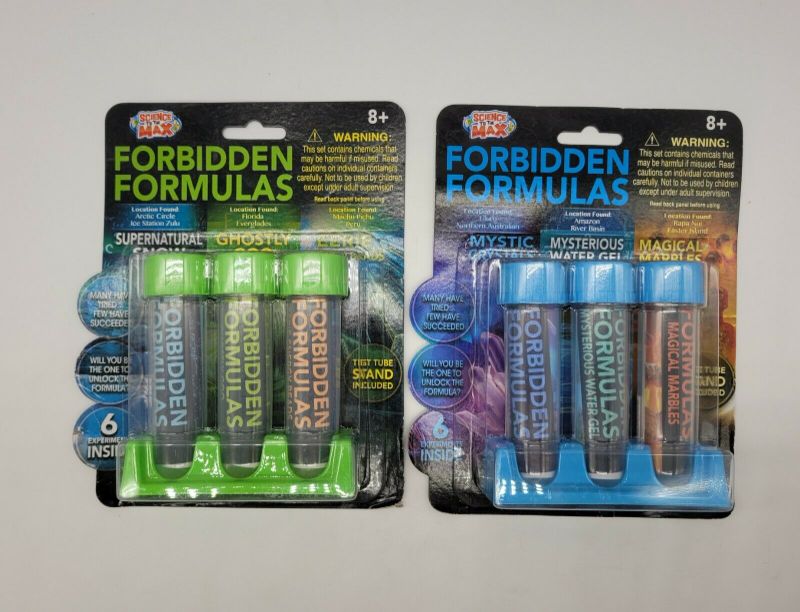 SCIENCE
TO THE
MAX
8+
FORBIDDEN
FORMULAS
WARNING:
This set contains chemicals that
may be harmful if misused. Read
cautions on individual containers
carefully. Not to be used by children
except under adult supervision.
Read back panel before using
Location Found:
Arctic Circle
Ice Station Zulu
Location Found:
Florida
Everglades
Location Found:
Machu Pichu
Peru
SUPERNATURAL
SNOW
GHOSTLY
EERIE
MANY HAVE
TRIED
FEW HAVE
SUCCEEDED
WILL YOU BE
THE ONE TO
UNLOCK THE
FORMULA?
6
EXPERIMENTS
INSIDE
TEST TUBE
STAND
INCLUDED
FORBIDDEN
FORMULAS
FORBIDDEN
FORMULAS
FORBIDDEN
FORMULAS
SCIENCE
TO THE
MAX
8+
FORBIDDEN
FORMULAS
WARNING:
This set contains chemicals that
may be harmful if misused. Read
cautions on individual containers
carefully. Not to be used by children
except under adult supervision.
Read back panel before using
Location Found:
Northern Australian
Location Found:
Amazon
River Basin
Location Found:
Rapa Nui
Easter Island
MYSTIC
CRYSTALS
MYSTERIOUS
WATER GEL
MAGICAL
MARBLES
MANY HAVE
TRIED
FEW HAVE
SUCCEEDED
WILL YOU BE
THE ONE TO
UNLOCK THE
FORMULA?
6
EXPERIMENTS
INSIDE
FORBIDDEN
FORMULAS
FORMULAS
MYSTERIOUS WATER GEL
FORMULAS
MAGICAL MARBLES